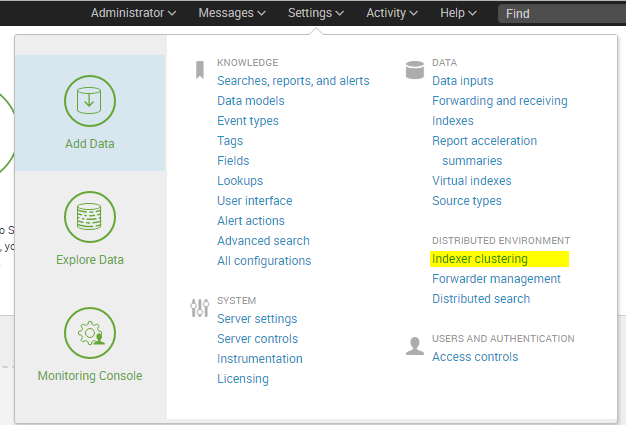 Administrator Messages Settings Activity Help Find
Add Data
Explore Data
Monitoring Console
KNOWLEDGE
Searches, reports, and alerts
Data models
Event types
Tags
Fields
Lookups
User interface
Alert actions
Advanced search
All configurations
SYSTEM
Server settings
Server controls
Instrumentation
Licensing
DATA
Data inputs
Forwarding and receiving
Indexes
Report acceleration
summaries
Virtual indexes
Source types
DISTRIBUTED ENVIRONMENT
Indexer clustering
Forwarder management
Distributed search
USERS AND AUTHENTICATION
Access controls